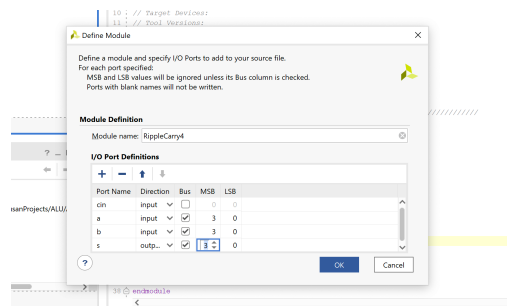 10 // Target Devices:
11 // Tool Versions:
Define Module
Define a module and specify I/O Ports to add to your source file.
For each port specified:
MSB and LSB values will be ignored unless its Bus column is checked.
Ports with blank names will not be written.
////////////
Module Definition
Module name: RippleCarry4
? _
I/O Port Definitions
Port Name Direction Bus MSB LSB
cin input 0 0
a input 3 0
b input 3 0
s outp... 3 0
usanProjects/ALU/
? OK Cancel
38 endmodule